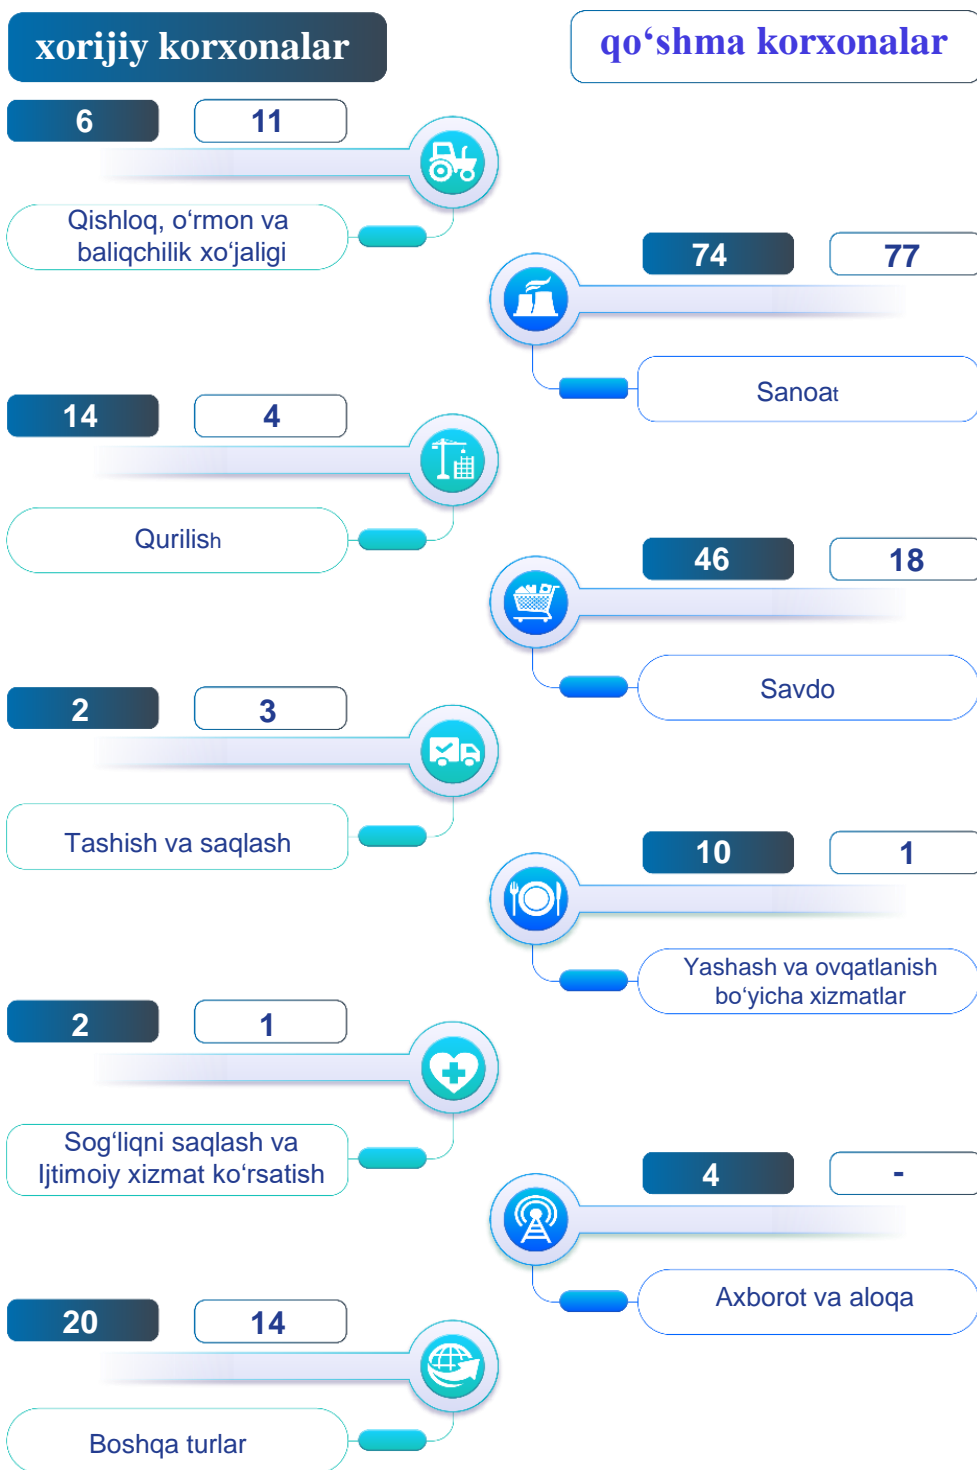 xorijiy korxonalar
qo‘shma korxonalar
6 11
Qishloq, o‘rmon va
baliqchilik xo‘jaligi
74 77
Sanoat
14 4
Qurilish
46 18
Savdo
2 3
Tashish va saqlash
10 1
Yashash va ovqatlanish
bo‘yicha xizmatlar
2 1
Sog‘liqni saqlash va
Ijtimoiy xizmat ko‘rsatish
4 -
Axborot va aloqa
20 14
Boshqa turlar